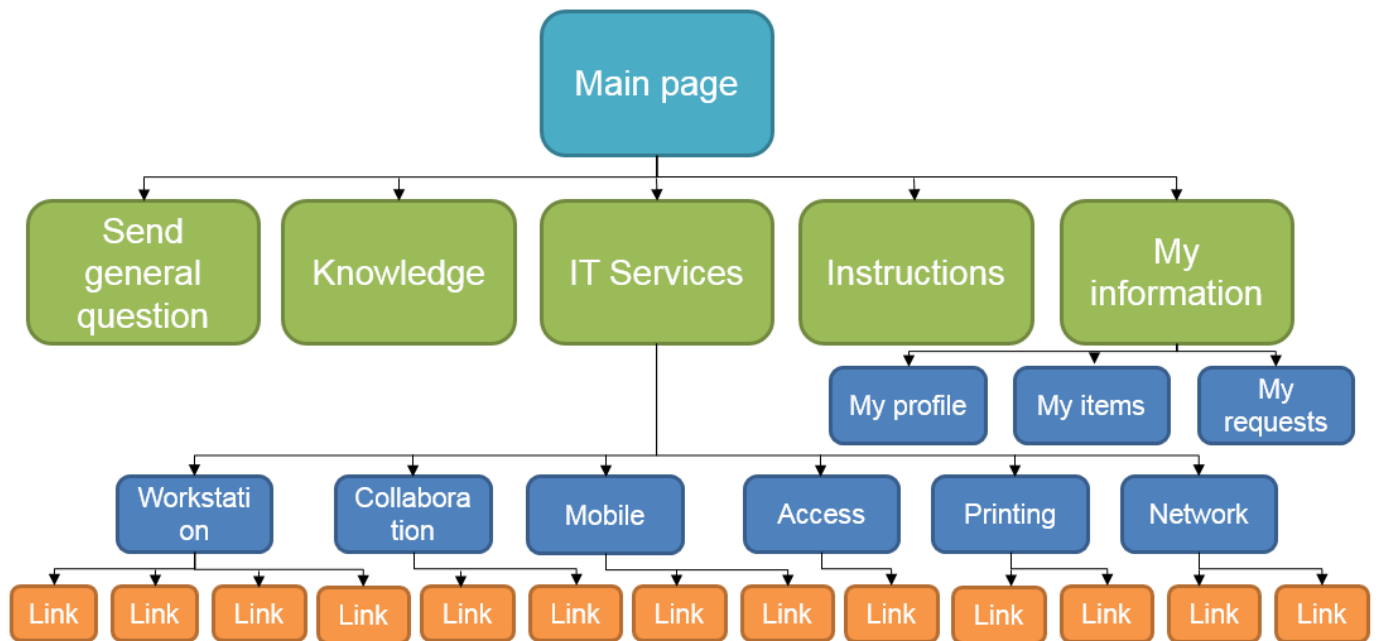 Main page
Send
general
question
Knowledge
IT Services
Instructions
My
information
My profile
My items
My
requests
Workstati
on
Collabora
tion
Mobile
Access
Printing
Network
Link
Link
Link
Link
Link
Link
Link
Link
Link
Link
Link
Link
Link
Link